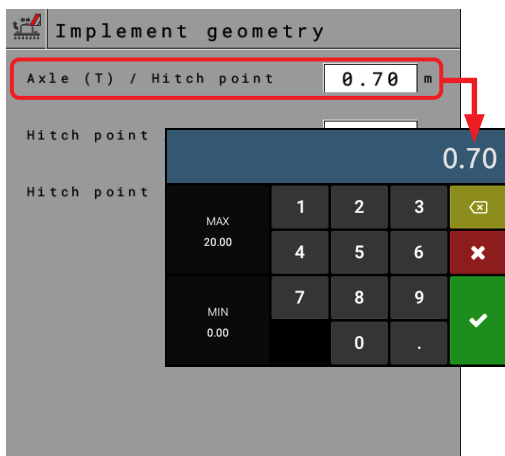 Implement geometry
Axle (T) / Hitch point 0.70 m
Hitch point
0.70
Hitch point
MAX
20.00
1 2 3
4 5 6
MIN
0.00
7 8 9
0 .